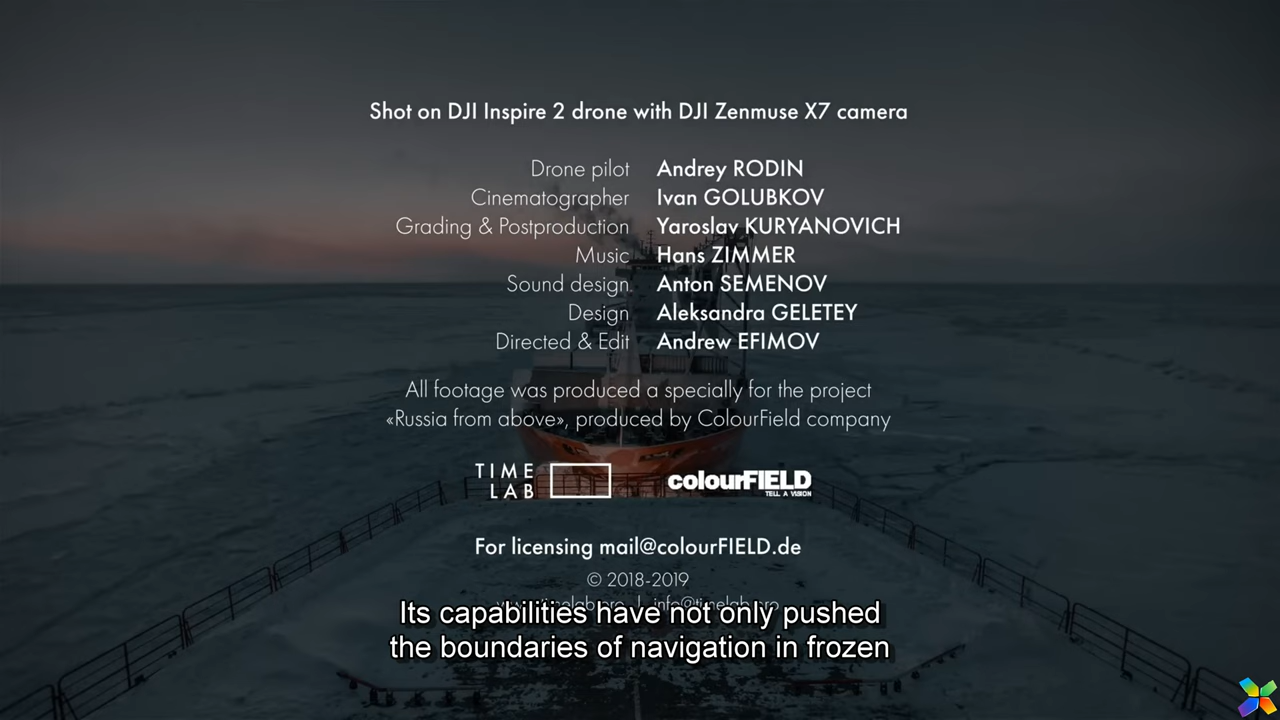 Shot on DJI Inspire 2 drone with DJI Zenmuse X7 camera
Drone pilot Andrey RODIN
Cinematographer Ivan GOLUBKOV
Grading & Postproduction Yaroslav KURYANOVICH
Music Hans ZIMMER
Sound design Anton SEMENOV
Design Aleksandra GELETEY
Directed & Edit Andrew EFIMOV
All footage was produced a specially for the project
«Russia from above», produced by ColourField company
TIME
LAB
colourFIELD
TELL A VISION
For licensing mail@colourFIELD.de
© 2018-2019
info@timelab.pro
Its capabilities have not only pushed
the boundaries of navigation in frozen